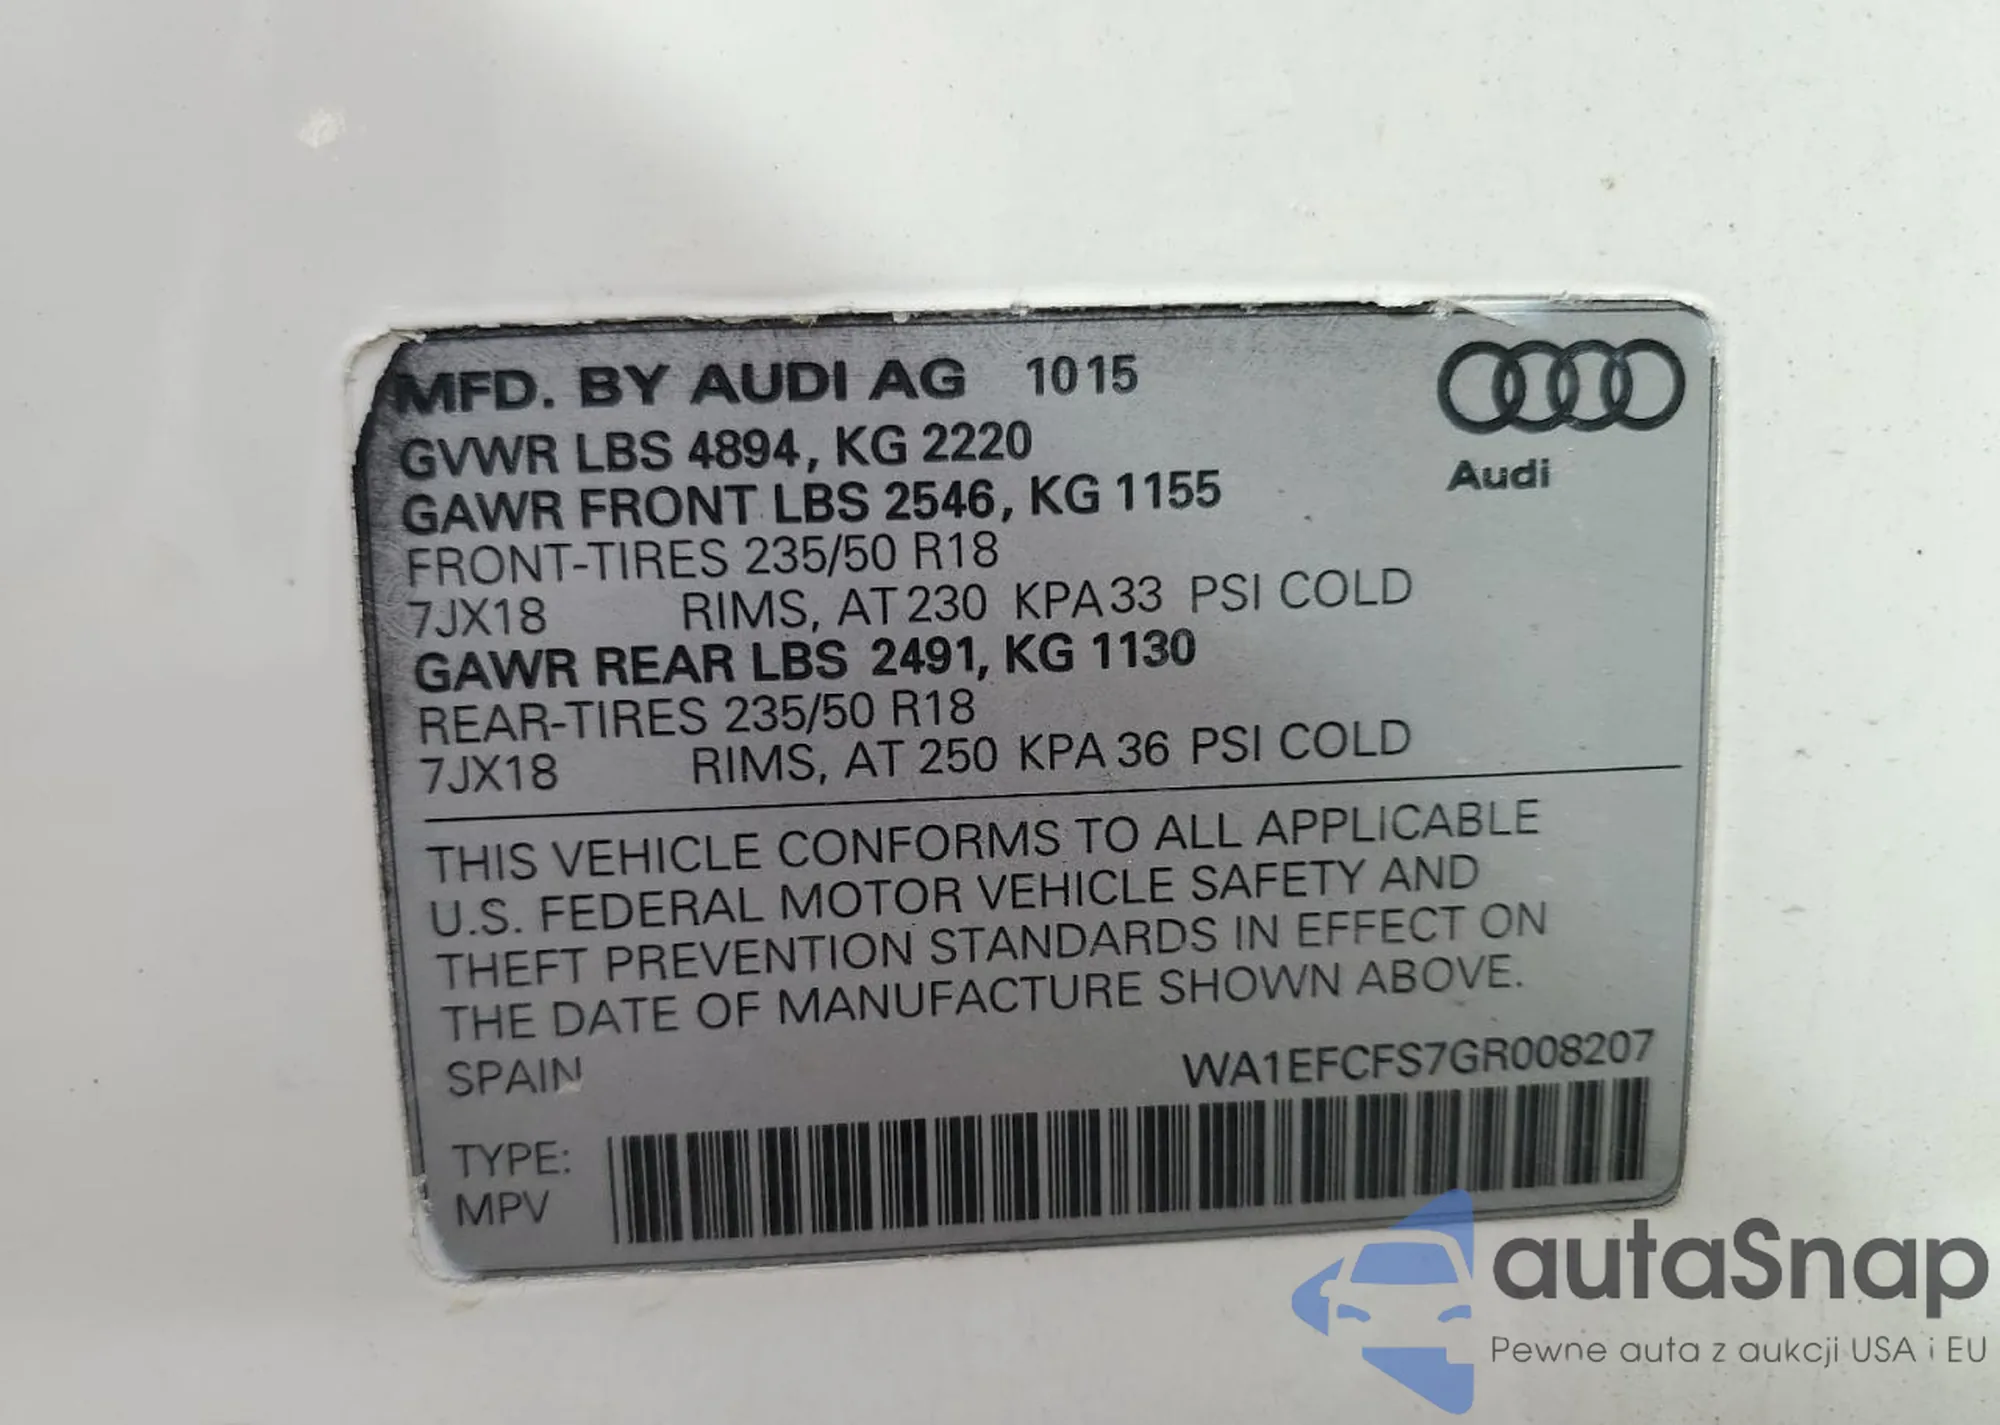 MFD. BY AUDI AG 10 15
GVWR LBS 4894, KG 2220
GAWR FRONT LBS 2546, KG 1155
FRONT-TIRES 235/50 R18
7JX18 RIMS, AT 230 KPA 33 PSI COLD
GAWR REAR LBS 2491, KG 1130
REAR-TIRES 235/50 R18
7JX18 RIMS, AT 250 KPA 36 PSI COLD
Audi
THIS VEHICLE CONFORMS TO ALL APPLICABLE
U.S. FEDERAL MOTOR VEHICLE SAFETY AND
THEFT PREVENTION STANDARDS IN EFFECT ON
THE DATE OF MANUFACTURE SHOWN ABOVE.
SPAIN WA1EFCFS7GR008207
TYPE:
MPV
autaSnap
Pewne auta z aukcji USA i EU